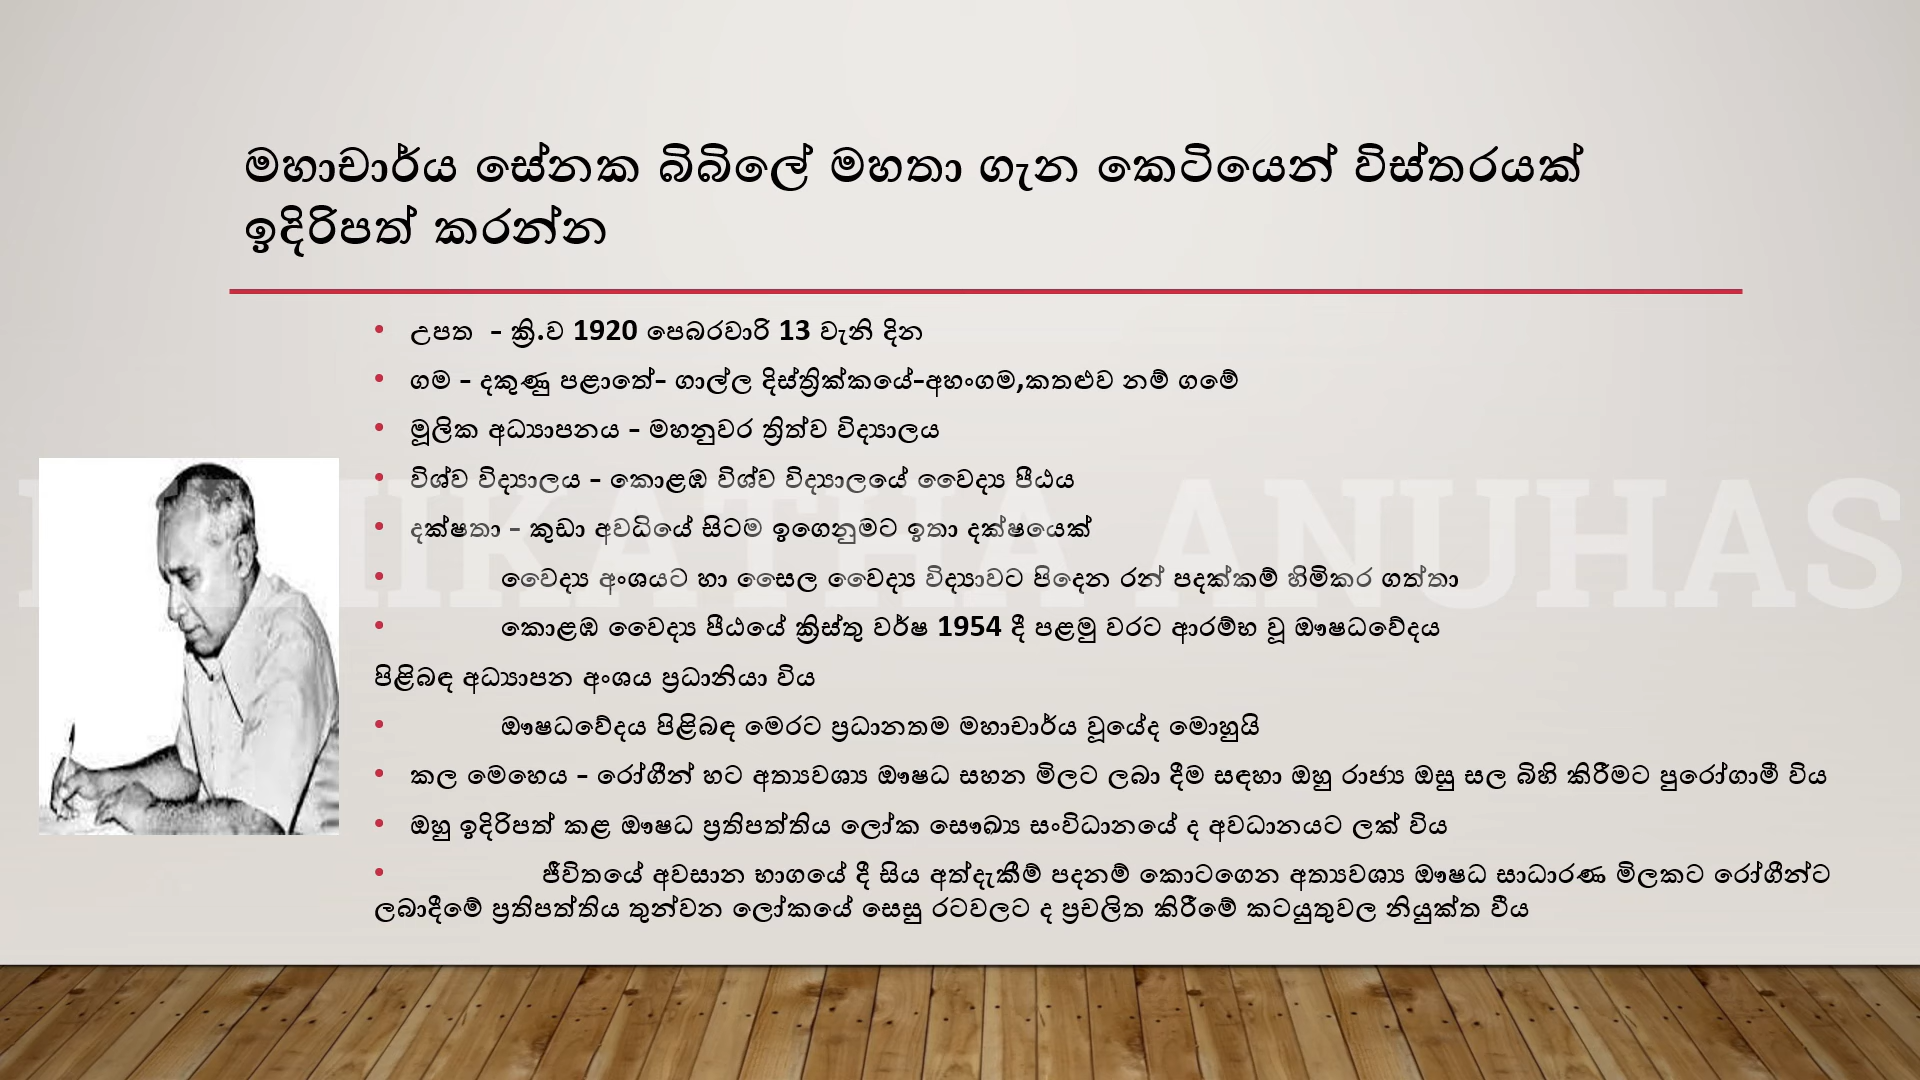 මහාචාර්ය සේනක බිබිලේ මහතා ගැන කෙටියෙන් විස්තරයක්
ඉදිරිපත් කරන්න
• උපත – ක්‍රි.ව 1920 පෙබරවාරි 13 වැනි දින
• ගම – දකුණු පළාතේ– ගාල්ල දිස්ත්‍රික්කයේ–අහංගම,කතළුව නම් ගමේ
• මූලික අධ්‍යාපනය – මහනුවර ත්‍රිත්ව විද්‍යාලය
• විශ්ව විද්‍යාලය – කොළඹ විශ්ව විද්‍යාලයේ වෛද්‍ය පීඨය
• දක්ෂතා – කුඩා අවධියේ සිටම ඉගෙනුමට ඉතා දක්ෂයෙක්
• වෛද්‍ය අංශයට හා සෛල වෛද්‍ය විද්‍යාවට පිදෙන රන් පදක්කම් හිමිකර ගත්තා
• කොළඹ වෛද්‍ය පීඨයේ ක්‍රිස්තු වර්ෂ 1954 දී පළමු වරට ආරම්භ වූ ඖෂධවේදය
පිළිබඳ අධ්‍යාපන අංශය ප්‍රධානියා විය
• ඖෂධවේදය පිළිබඳ මෙරට ප්‍රධානතම මහාචාර්ය වූයේද මොහුයි
• කල මෙහෙය – රෝගීන් හට අත්‍යවශ්‍ය ඖෂධ සහන මිලට ලබා දීම සඳහා ඔහු රාජ්‍ය ඔසු සල බිහි කිරීමට පුරෝගාමී විය
• ඔහු ඉදිරිපත් කළ ඖෂධ ප්‍රතිපත්තිය ලෝක සෞඛ්‍ය සංවිධානයේ ද අවධානයට ලක් විය
• ජීවිතයේ අවසාන භාගයේ දී සිය අත්දැකීම් පදනම් කොටගෙන අත්‍යවශ්‍ය ඖෂධ සාධාරණ මිලකට රෝගීන්ට
ලබාදීමේ ප්‍රතිපත්තිය තුන්වන ලෝකයේ සෙසු රටවලට ද ප්‍රචලිත කිරීමේ කටයුතුවල නියුක්ත වීය
ANUHAS